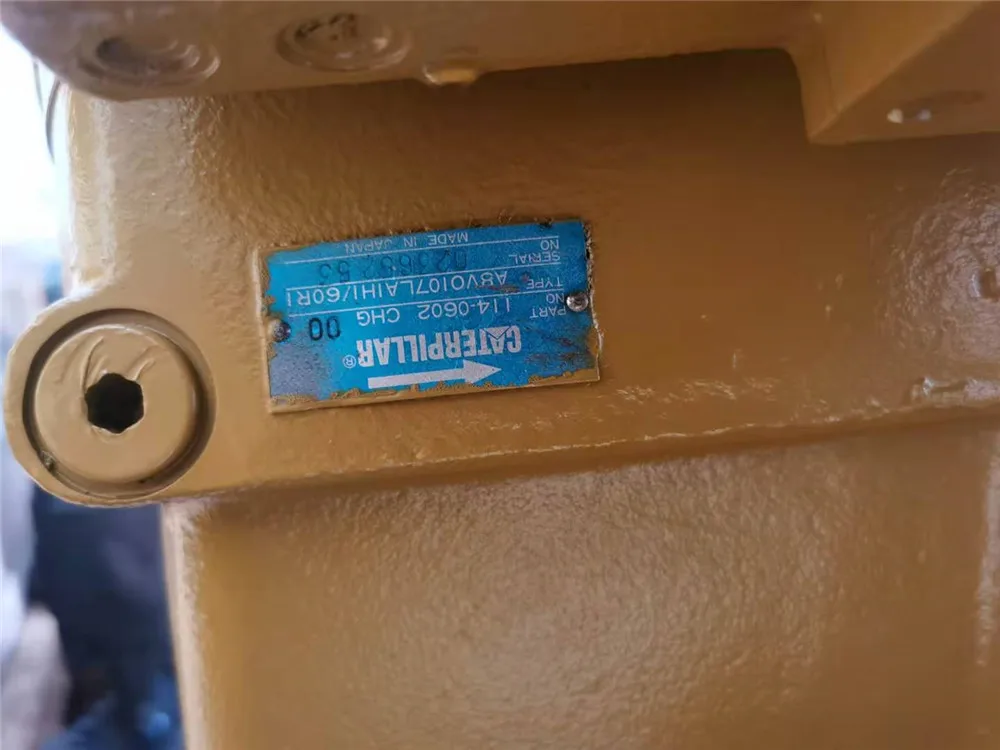 CATERPILLAR®
PART NO 114-0602 CHG 00
TYPE A8VO107LA1H1/60R1
SERIAL NO
MADE IN JAPAN